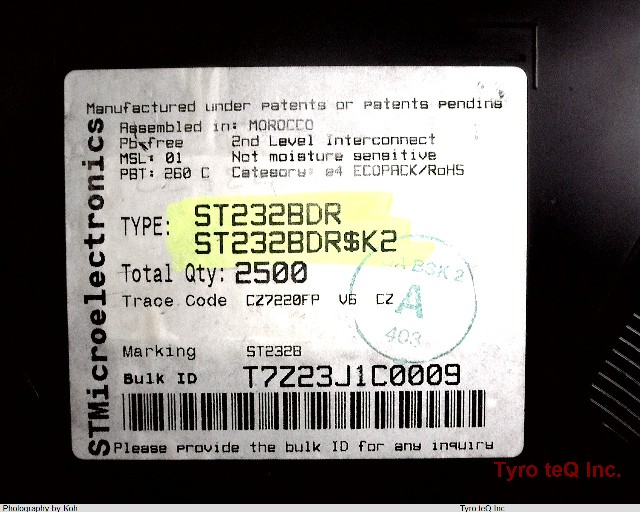 Manufactured under patents or patents pending
STMicroelectronics
Assembled in: MOROCCO
Pb-free 2nd Level Interconnect
MSL: 01 Not moisture sensitive
PBT: 260 C Category: e4 ECOPACK/RoHS
TYPE: ST232BDR
ST232BDR$K2
Total Qty: 2500
Trace Code CZ7220FP V6 CZ
BSK 2
A
403
Marking ST232B
Bulk ID T7Z23J1C0009
Please provide the bulk ID for any inquiry
Tyro teQ Inc.
Photography by Koh Tyro teQ Inc